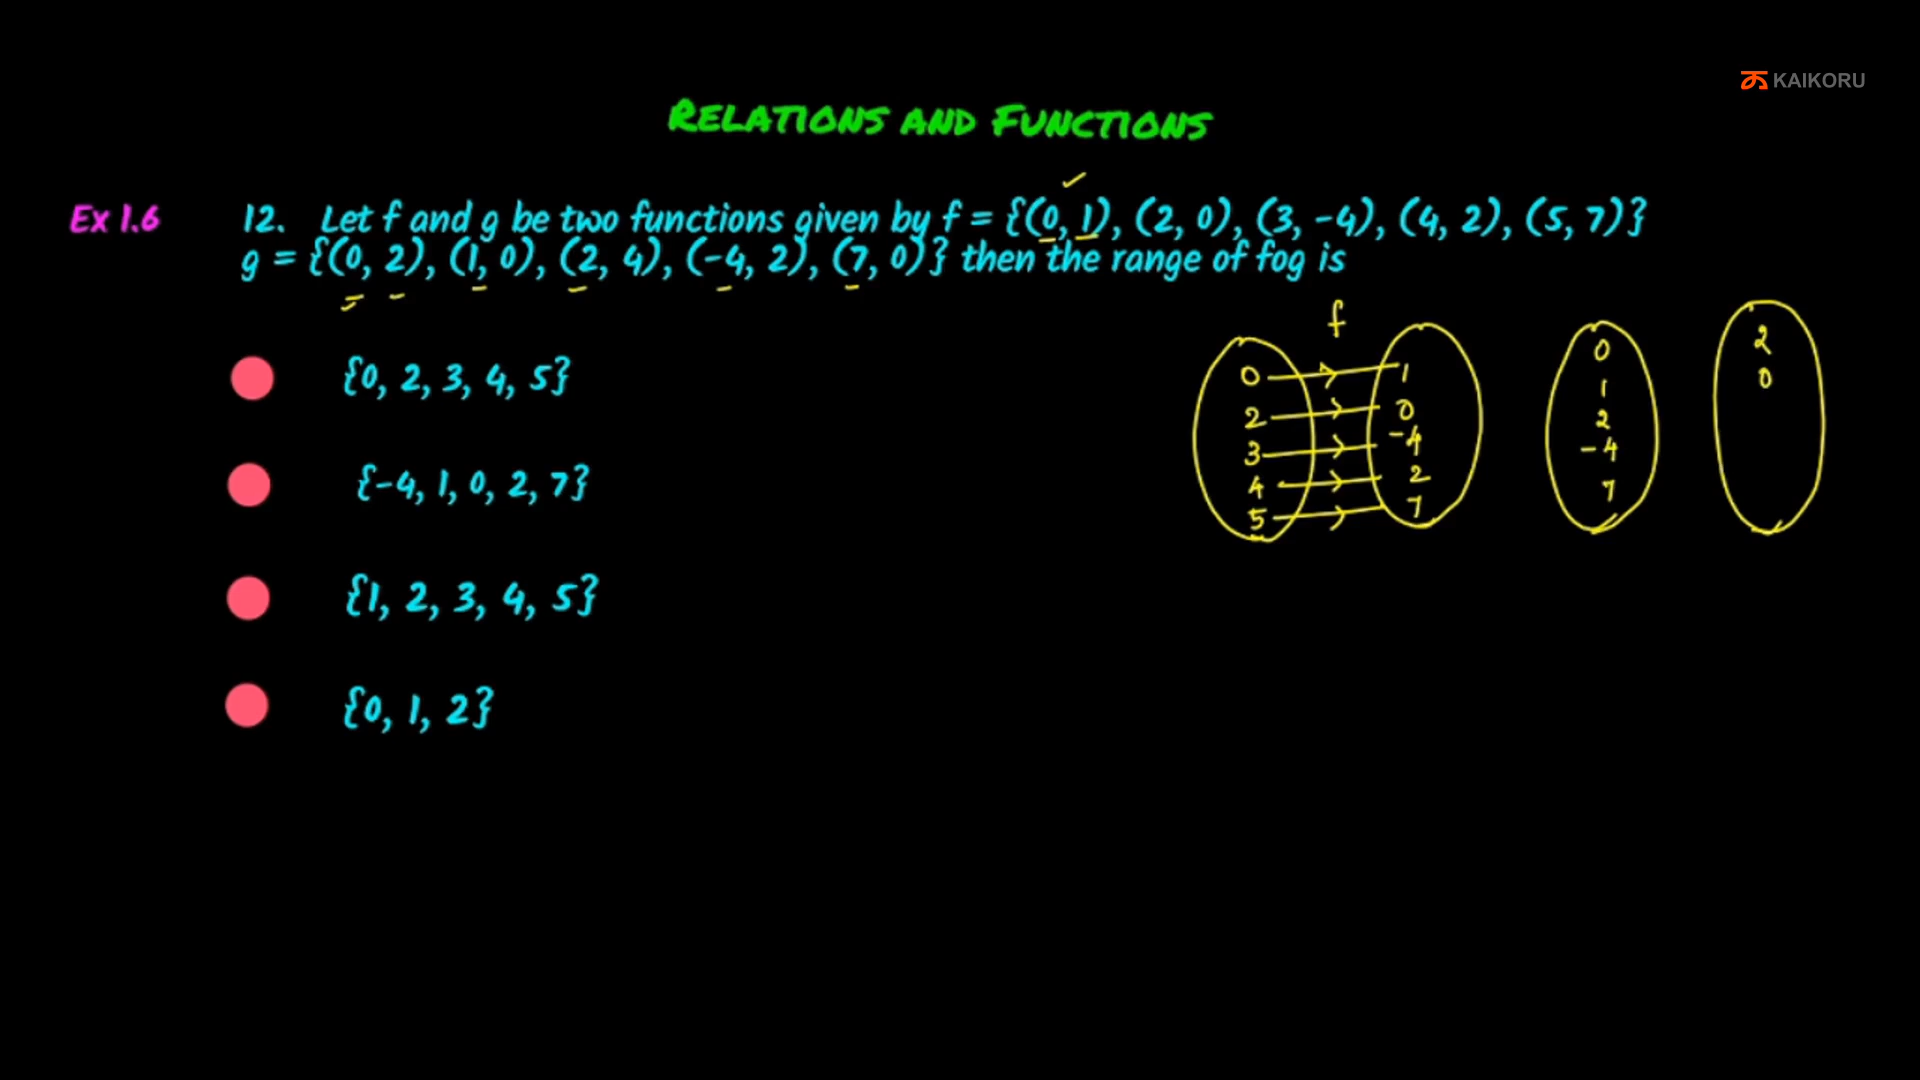 KAIKORU
RELATIONS AND FUNCTIONS
Ex 1.6 12. Let f and g be two functions given by f = {(0, 1), (2, 0), (3, -4), (4, 2), (5, 7)}
g = {(0, 2), (1, 0), (2, 4), (-4, 2), (7, 0)} then the range of fog is
{0, 2, 3, 4, 5}
{-4, 1, 0, 2, 7}
{1, 2, 3, 4, 5}
{0, 1, 2}
f
0 1
2 0
3 -4
4 2
5 7
0
1
2
-4
7
2
0